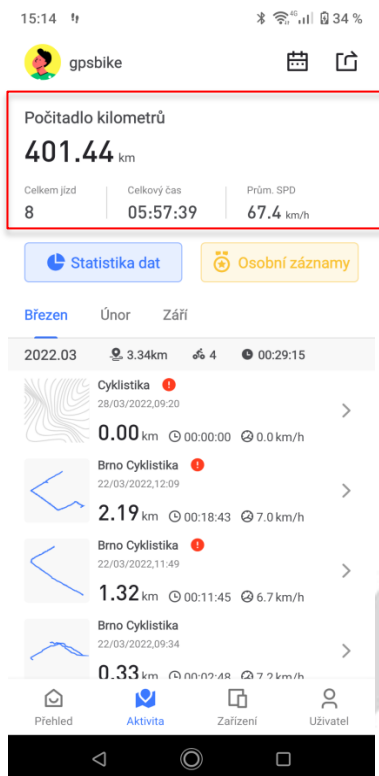 15:14 4G 34 %
gpsbike
Počitadlo kilometrů
401.44 km
Celkem jízd Celkový čas Prům. SPD
8 05:57:39 67.4 km/h
Statistika dat Osobní záznamy
Březen Únor Září
2022.03 3.34km 4 00:29:15
Cyklistika
28/03/2022,09:20
0.00 km 00:00:00 0.0 km/h
Brno Cyklistika
22/03/2022,12:09
2.19 km 00:18:43 7.0 km/h
Brno Cyklistika
22/03/2022,11:49
1.32 km 00:11:45 6.7 km/h
Brno Cyklistika
22/03/2022,09:34
0.33 km 00:02:48 7.2 km/h
Přehled Aktivita Zařízení Uživatel